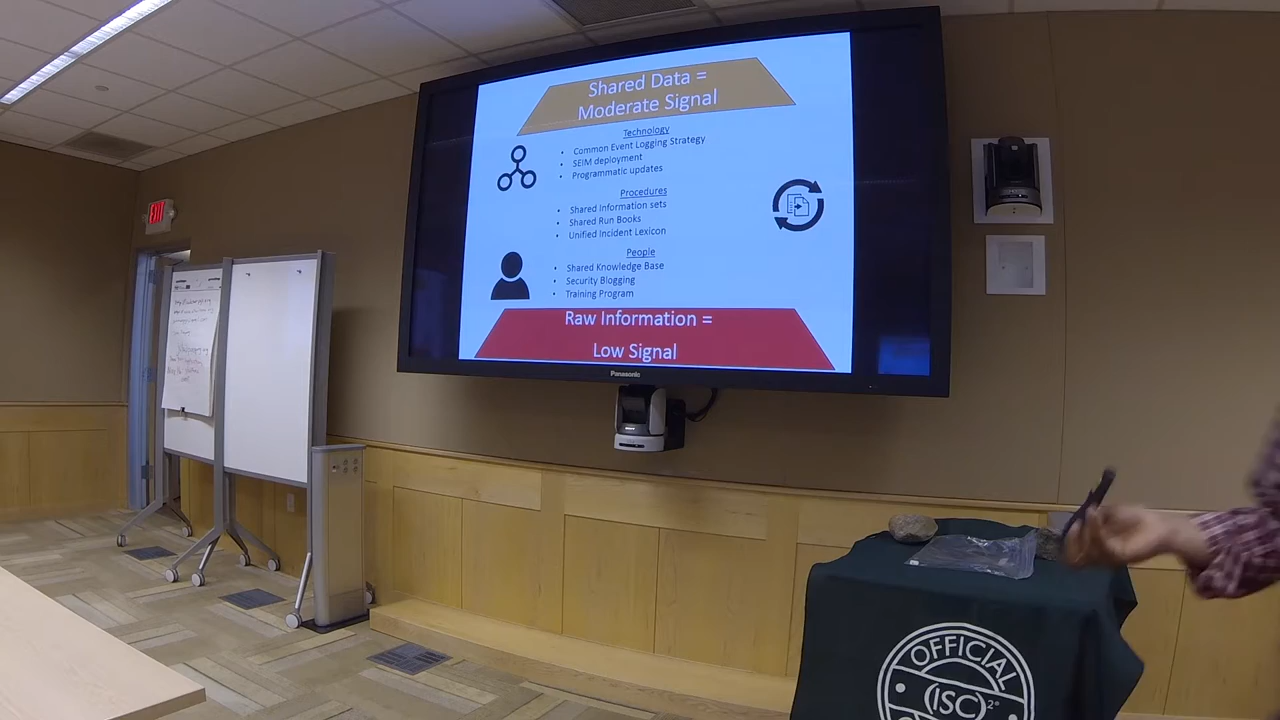 EXIT
Shared Data =
Moderate Signal
Technology
• Common Event Logging Strategy
• SEIM deployment
• Programmatic updates
Procedures
• Shared Information sets
• Shared Run Books
• Unified Incident Lexicon
People
• Shared Knowledge Base
• Security Blogging
• Training Program
Raw Information =
Low Signal
Panasonic
OFFICIAL
(ISC)²®